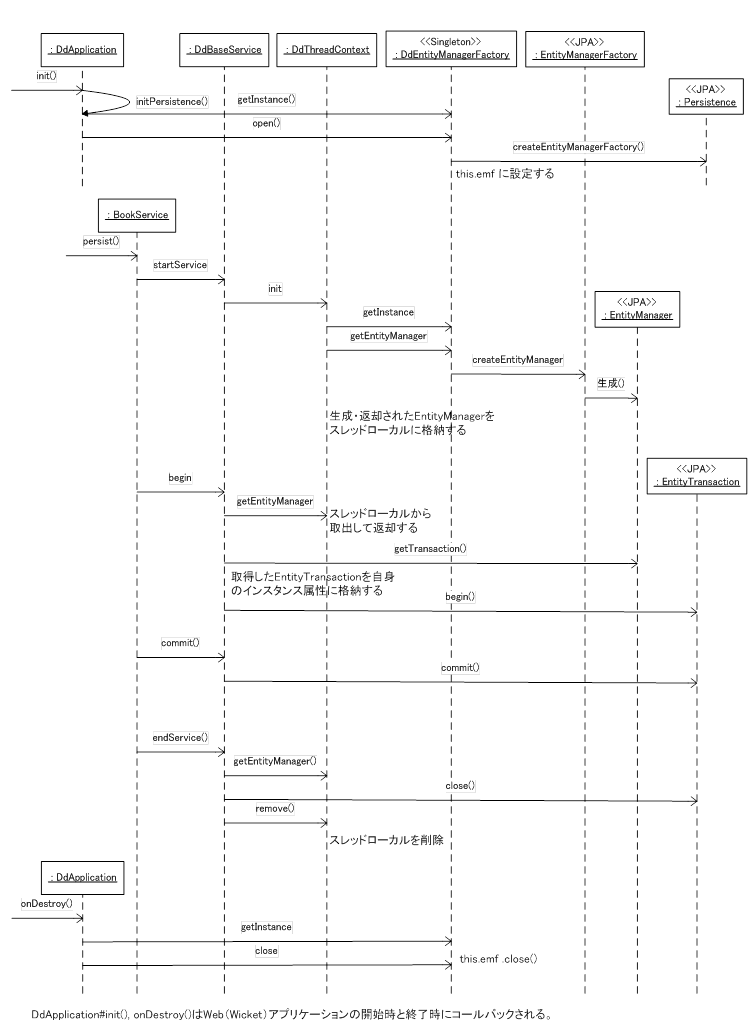 : DdApplication
: DdBaseService
: DdThreadContext
<<Singleton>>
: DdEntityManagerFactory
<<JPA>>
: EntityManagerFactory
<<JPA>>
: Persistence
init()
initPersistence()
getInstance()
open()
createEntityManagerFactory()
this.emf に設定する
: BookService
persist()
startService
init
getInstance
<<JPA>>
: EntityManager
getEntityManager
createEntityManager
生成()
生成・返却されたEntityManagerを
スレッドローカルに格納する
<<JPA>>
: EntityTransaction
begin
getEntityManager
スレッドローカルから
取出して返却する
getTransaction()
取得したEntityTransactionを自身
のインスタンス属性に格納する
begin()
commit()
commit()
endService()
getEntityManager()
close()
remove()
スレッドローカルを削除
: DdApplication
onDestroy()
getInstance
close
this.emf .close()
DdApplication#init(), onDestroy()はWeb（Wicket）アプリケーションの開始時と終了時にコールバックされる。